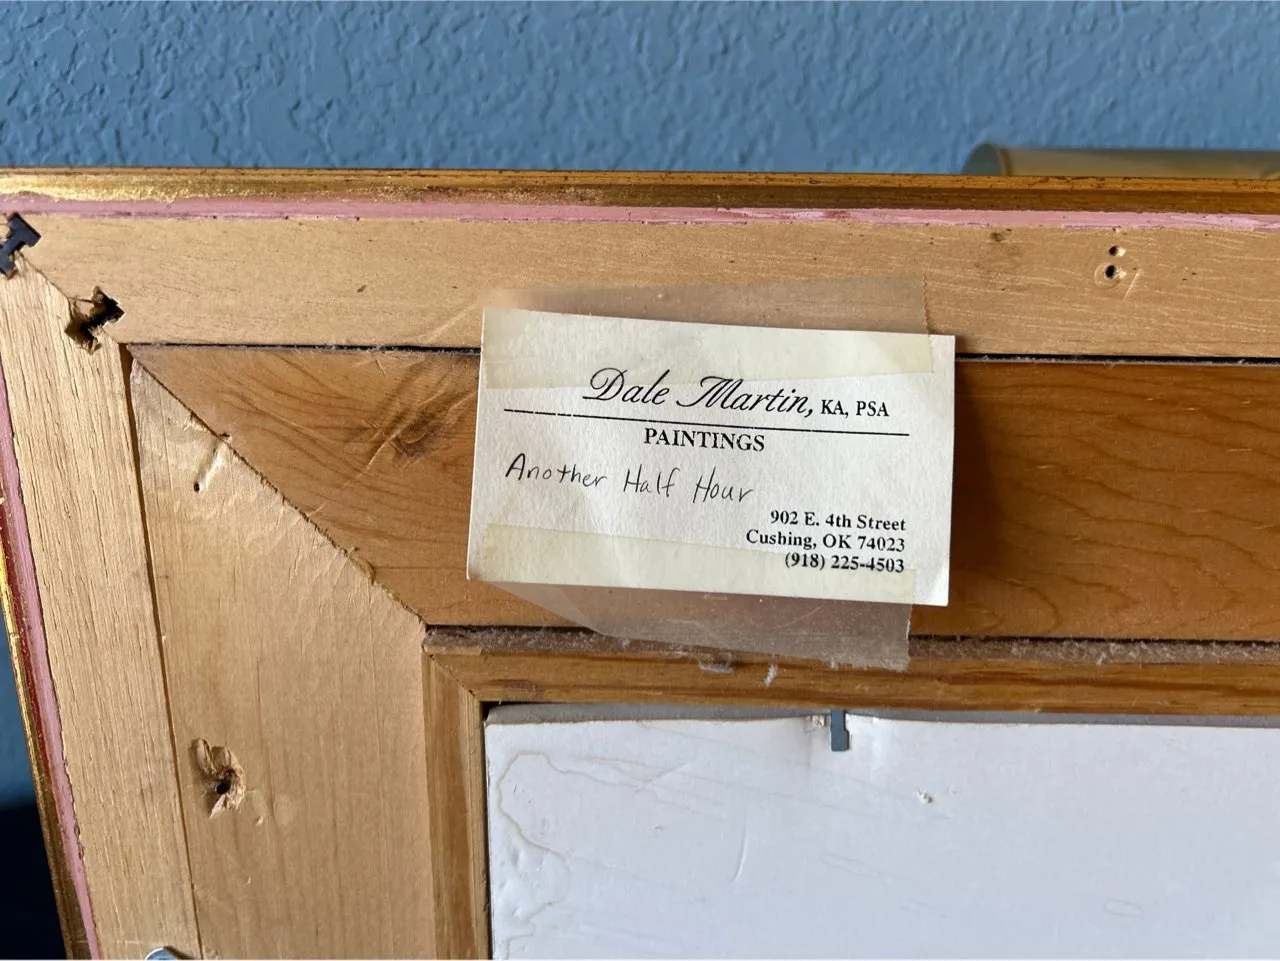 Dale Martin, KA, PSA
PAINTINGS
Another Half Hour
902 E. 4th Street
Cushing, OK 74023
(918) 225-4503